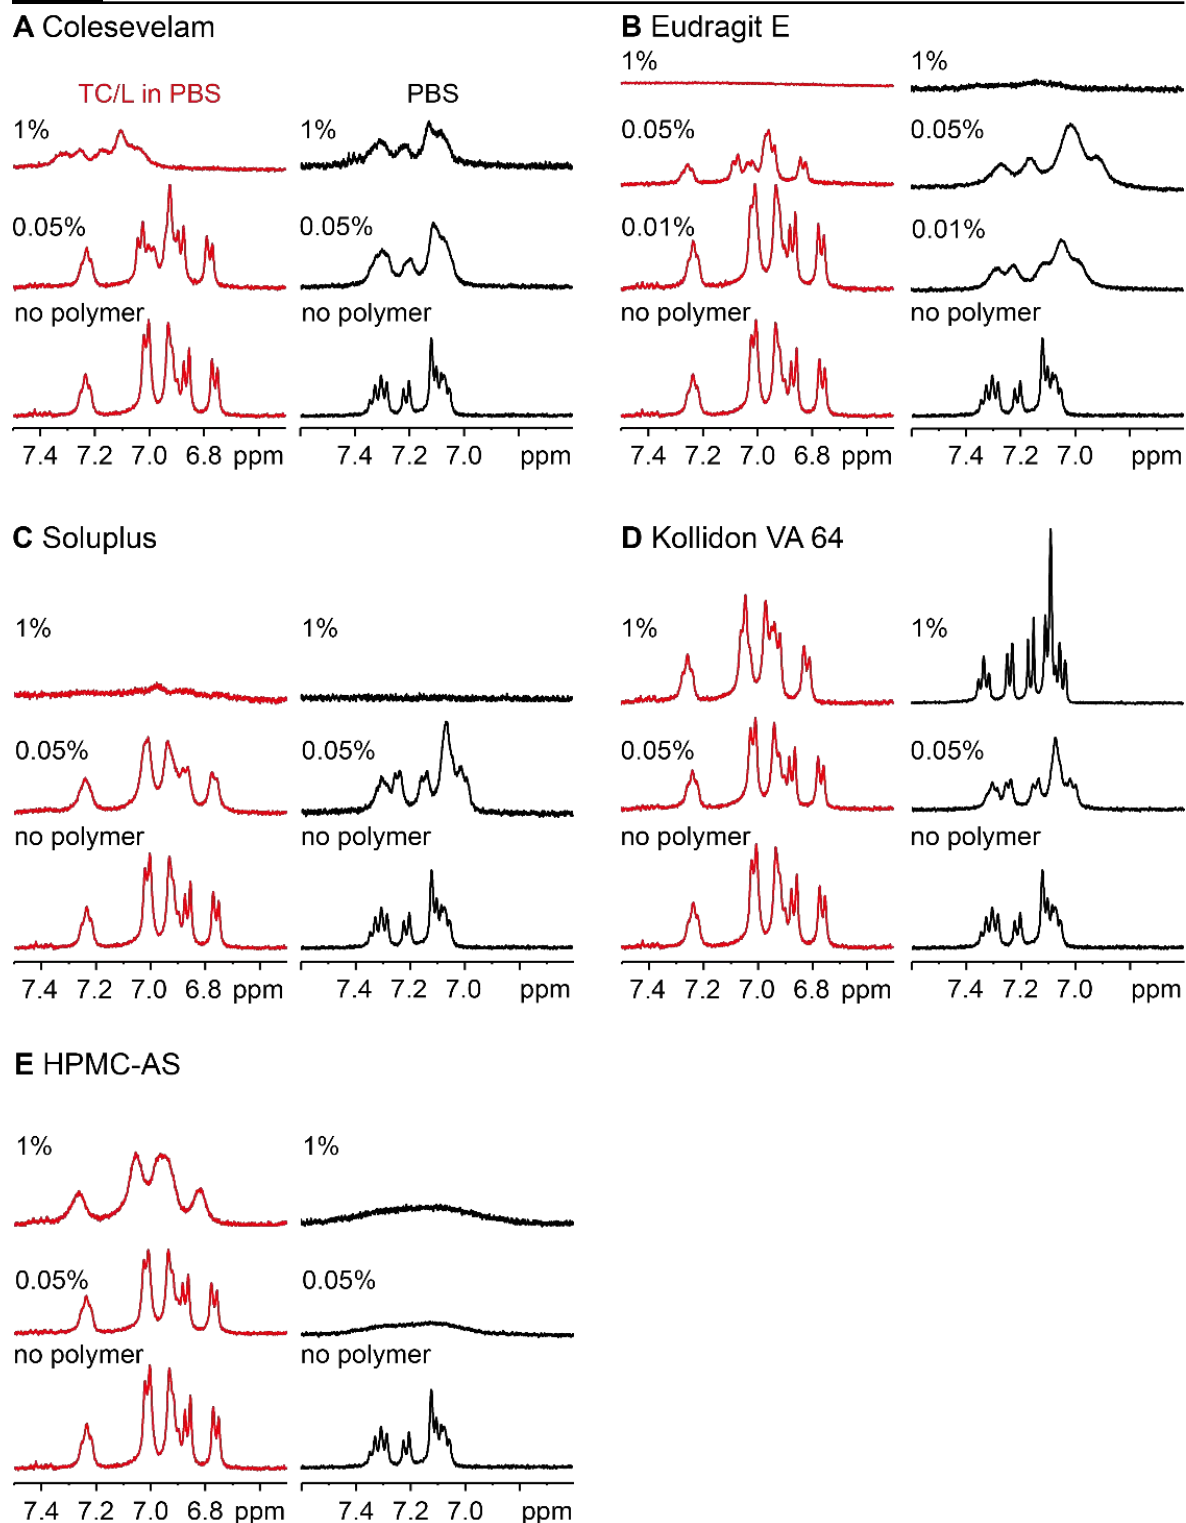 A Colesevelam
B Eudragit E
TC/L in PBS
PBS
1%
1%
1%
1%
0.05%
0.05%
0.05%
0.05%
0.01%
0.01%
no polymer
no polymer
no polymer
no polymer
7.4 7.2 7.0 6.8 ppm
7.4 7.2 7.0 ppm
7.4 7.2 7.0 6.8 ppm
7.4 7.2 7.0 ppm
C Soluplus
D Kollidon VA 64
1%
1%
1%
1%
0.05%
0.05%
0.05%
0.05%
no polymer
no polymer
no polymer
no polymer
7.4 7.2 7.0 6.8 ppm
7.4 7.2 7.0 ppm
7.4 7.2 7.0 6.8 ppm
7.4 7.2 7.0 ppm
E HPMC-AS
1%
1%
0.05%
0.05%
no polymer
no polymer
7.4 7.2 7.0 6.8 ppm
7.4 7.2 7.0 ppm